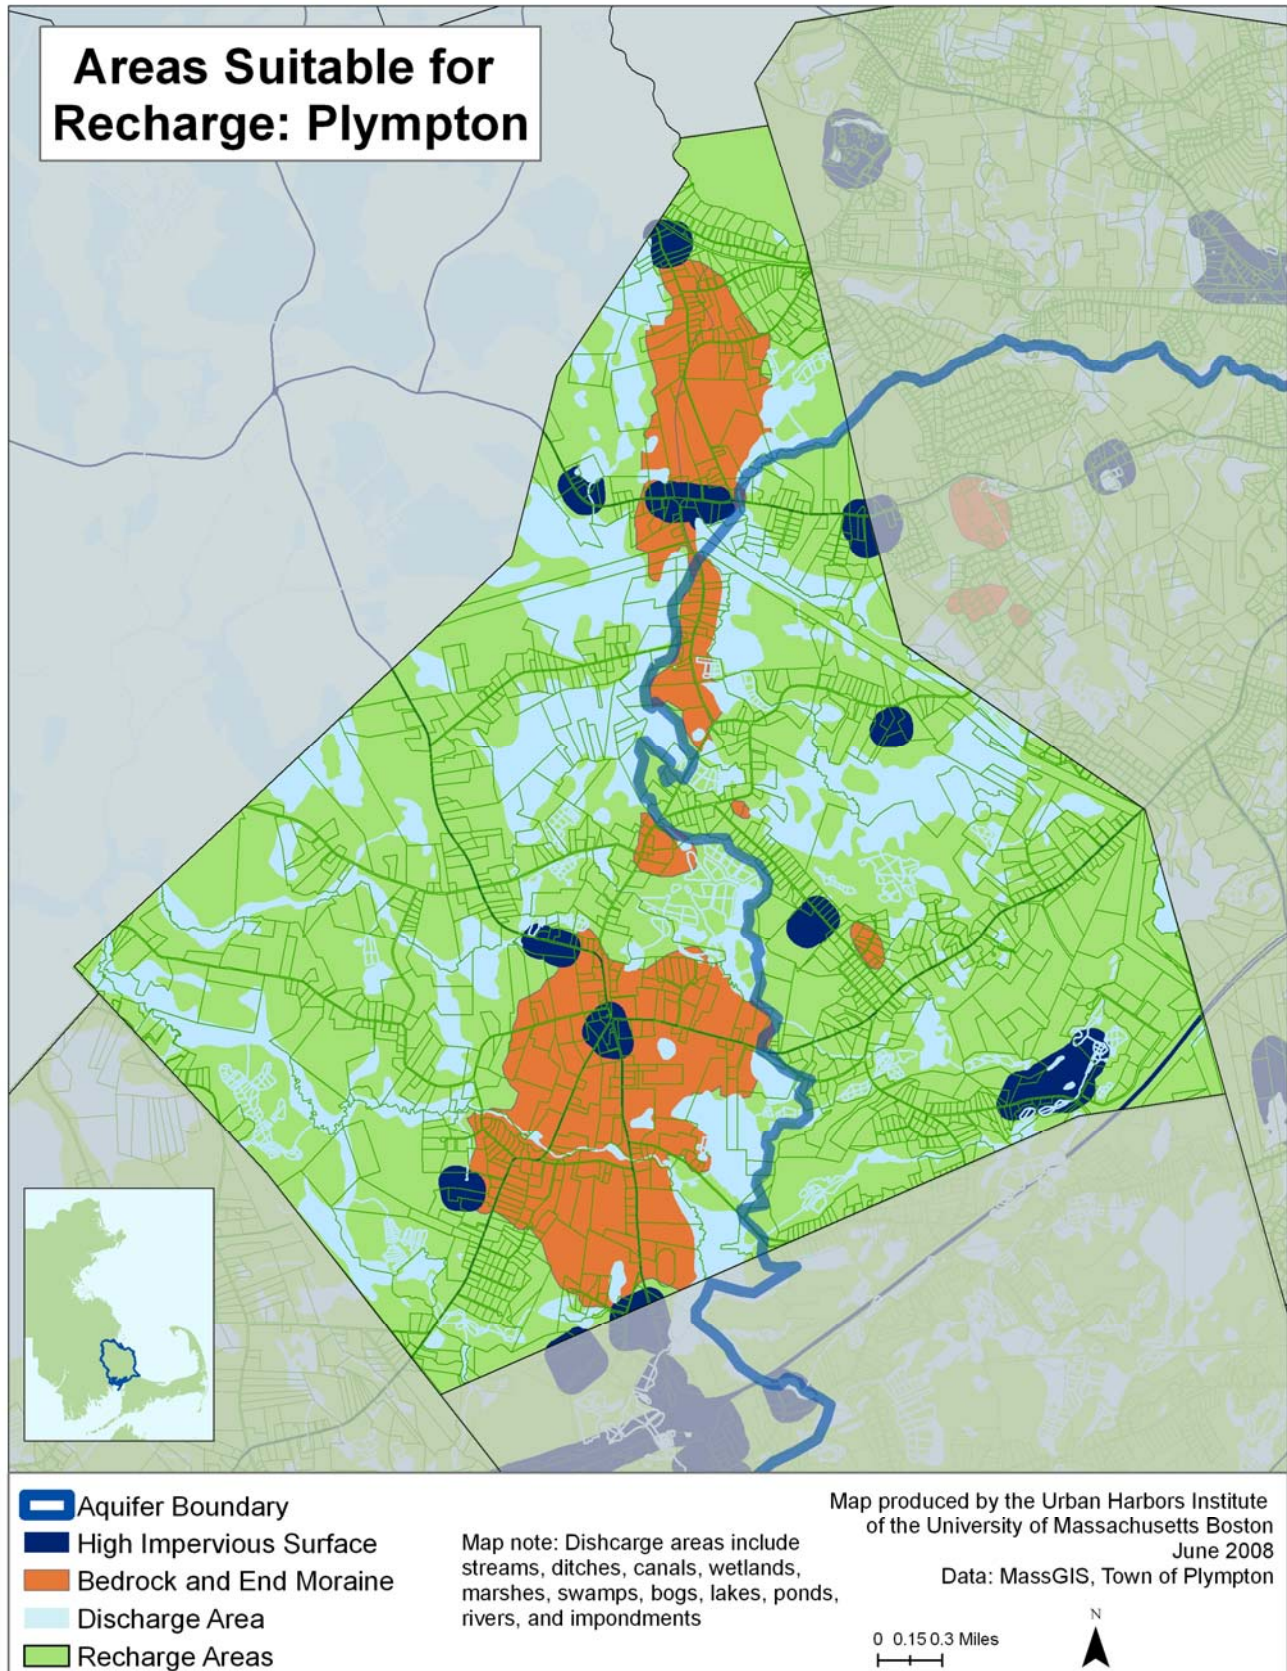 Areas Suitable for
Recharge: Plympton
Aquifer Boundary
High Impervious Surface
Bedrock and End Moraine
Discharge Area
Recharge Areas
Map note: Dishcarge areas include
streams, ditches, canals, wetlands,
marshes, swamps, bogs, lakes, ponds,
rivers, and impondments
Map produced by the Urban Harbors Institute
of the University of Massachusetts Boston
June 2008
Data: MassGIS, Town of Plympton
0 0.15 0.3 Miles
N